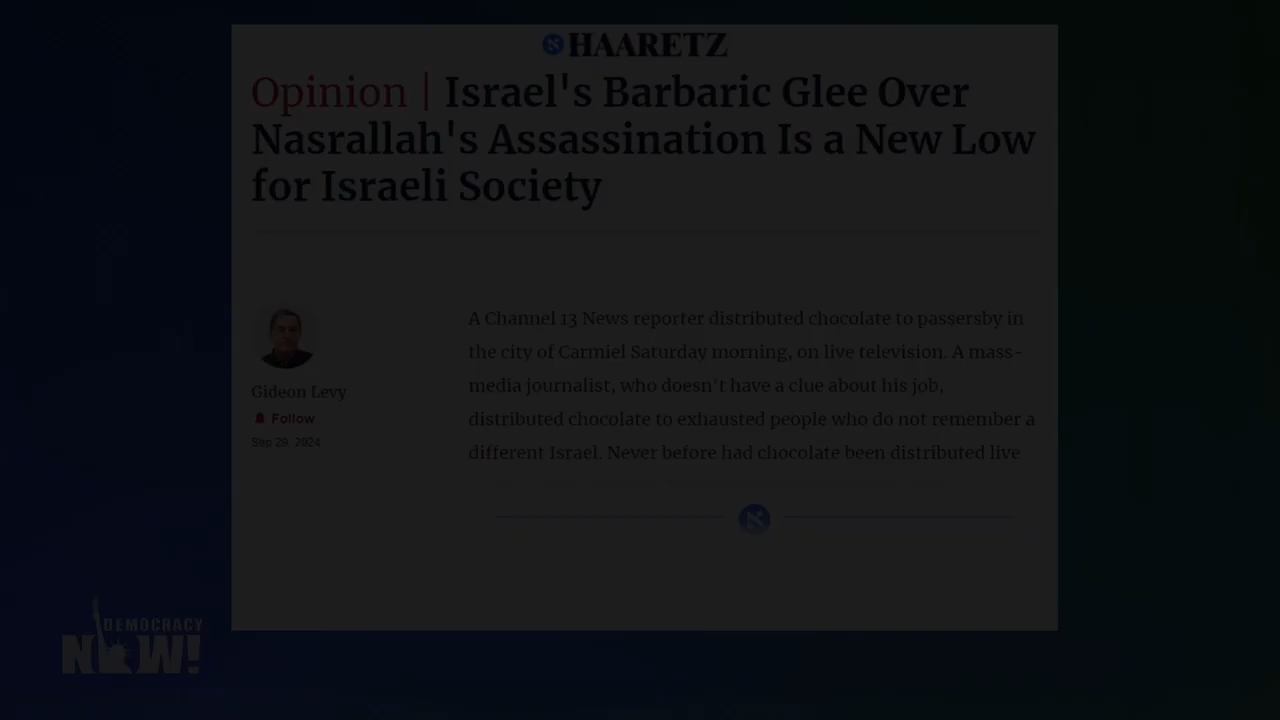 HAARETZ
Opinion | Israel's Barbaric Glee Over
Nasrallah's Assassination Is a New Low
for Israeli Society
A Channel 13 News reporter distributed chocolate to passersby in
the city of Carmiel Saturday morning, on live television. A mass-
media journalist, who doesn't have a clue about his job,
distributed chocolate to exhausted people who do not remember a
different Israel. Never before had chocolate been distributed live
Gideon Levy
Follow
Sep 29, 2024
DEMOCRACY
NOW!